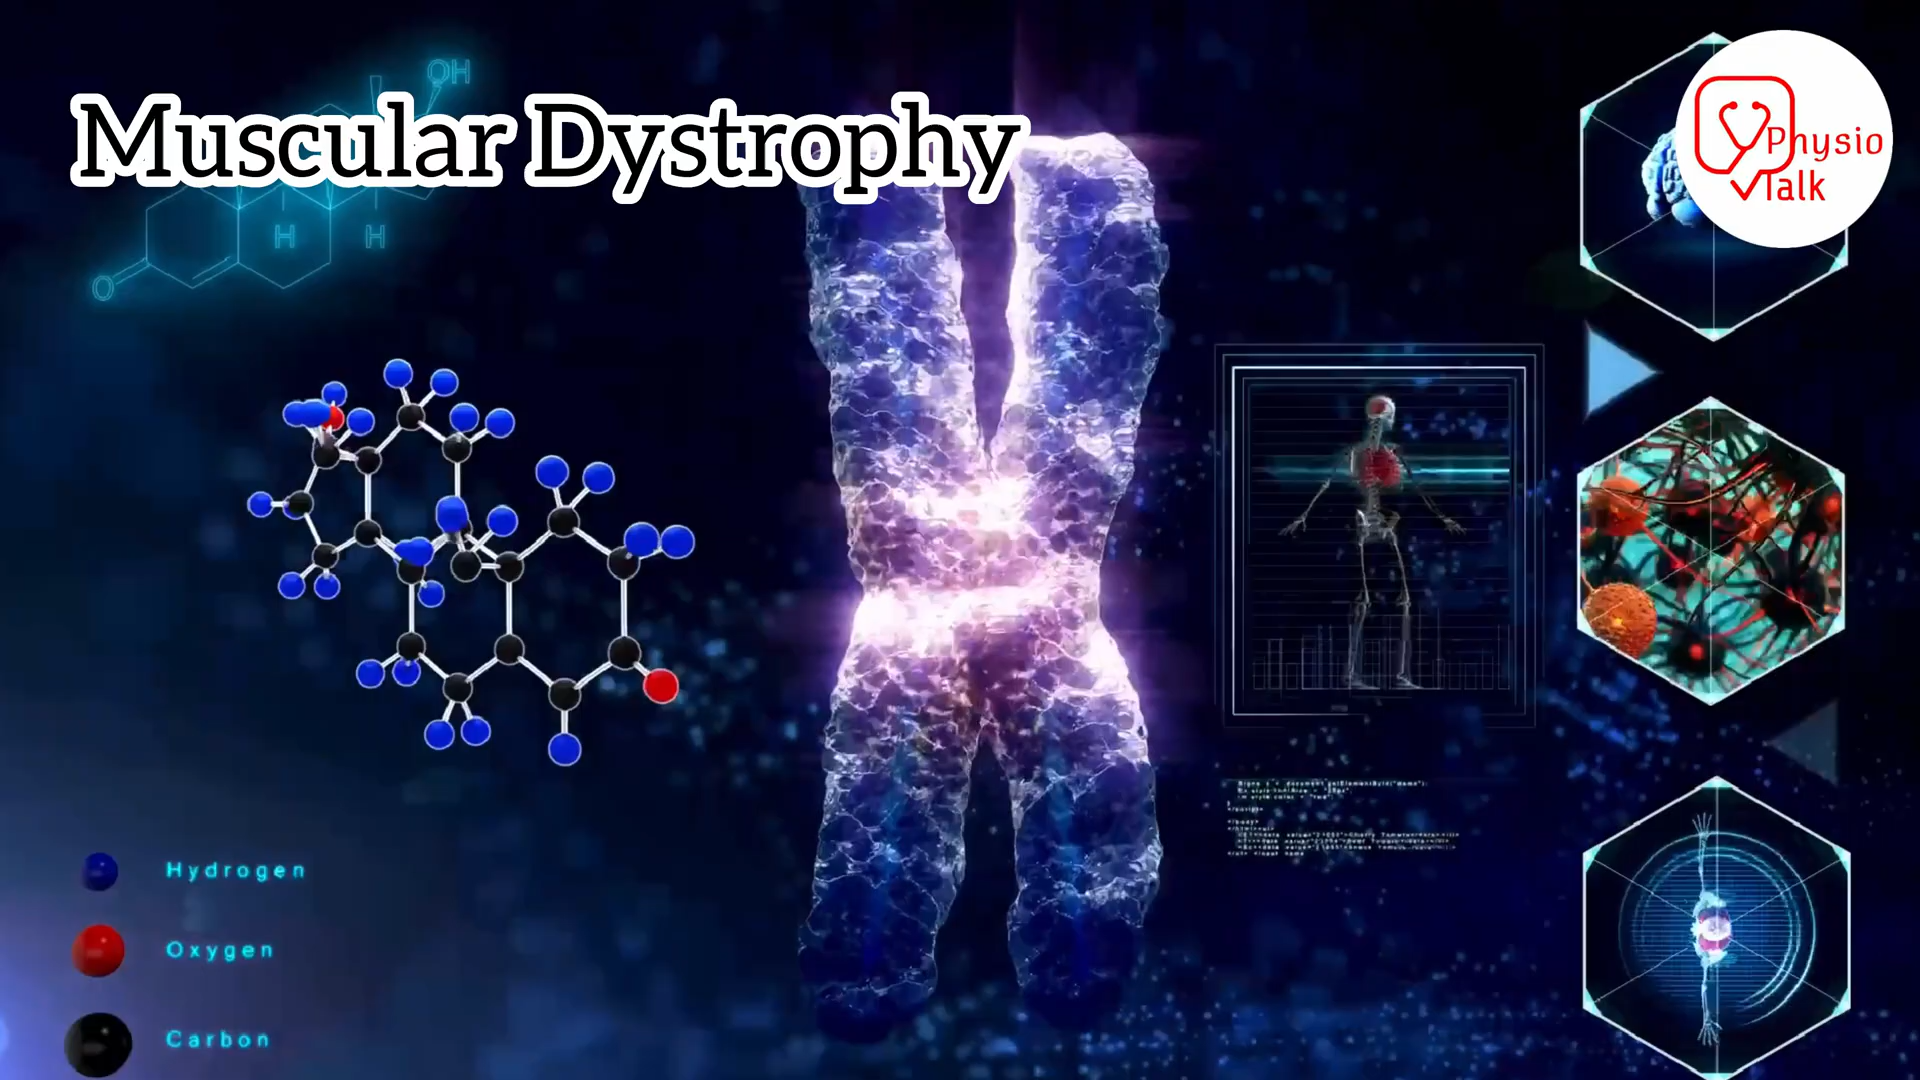 Muscular Dystrophy
Physio
Talk
OH
H H
O
Hydrogen
Oxygen
Carbon